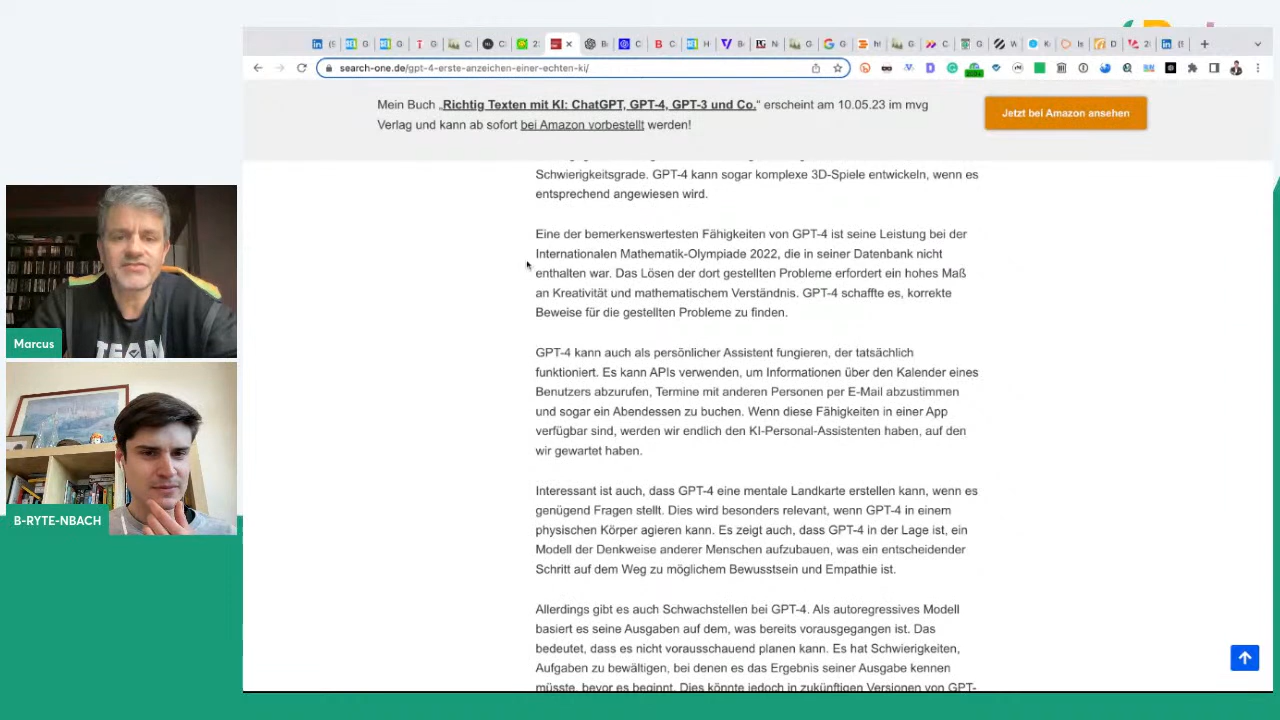 search-one.de/gpt-4-erste-anzeichen-einer-echten-ki/
Mein Buch „Richtig Texten mit KI: ChatGPT, GPT-4, GPT-3 und Co.“ erscheint am 10.05.23 im mvg
Verlag und kann ab sofort bei Amazon vorbestellt werden!
Jetzt bei Amazon ansehen
Schwierigkeitsgrade. GPT-4 kann sogar komplexe 3D-Spiele entwickeln, wenn es
entsprechend angewiesen wird.
Eine der bemerkenswertesten Fähigkeiten von GPT-4 ist seine Leistung bei der
Internationalen Mathematik-Olympiade 2022, die in seiner Datenbank nicht
enthalten war. Das Lösen der dort gestellten Probleme erfordert ein hohes Maß
an Kreativität und mathematischem Verständnis. GPT-4 schaffte es, korrekte
Beweise für die gestellten Probleme zu finden.
GPT-4 kann auch als persönlicher Assistent fungieren, der tatsächlich
funktioniert. Es kann APIs verwenden, um Informationen über den Kalender eines
Benutzers abzurufen, Termine mit anderen Personen per E-Mail abzustimmen
und sogar ein Abendessen zu buchen. Wenn diese Fähigkeiten in einer App
verfügbar sind, werden wir endlich den KI-Personal-Assistenten haben, auf den
wir gewartet haben.
Interessant ist auch, dass GPT-4 eine mentale Landkarte erstellen kann, wenn es
genügend Fragen stellt. Dies wird besonders relevant, wenn GPT-4 in einem
physischen Körper agieren kann. Es zeigt auch, dass GPT-4 in der Lage ist, ein
Modell der Denkweise anderer Menschen aufzubauen, was ein entscheidender
Schritt auf dem Weg zu möglichem Bewusstsein und Empathie ist.
Allerdings gibt es auch Schwachstellen bei GPT-4. Als autoregressives Modell
basiert es seine Ausgaben auf dem, was bereits vorausgegangen ist. Das
bedeutet, dass es nicht vorausschauend planen kann. Es hat Schwierigkeiten,
Aufgaben zu bewältigen, bei denen es das Ergebnis seiner Ausgabe kennen
müsste, bevor es beginnt. Dies könnte jedoch in zukünftigen Versionen von GPT-
Marcus
TEAM
B-RYTE-NBACH